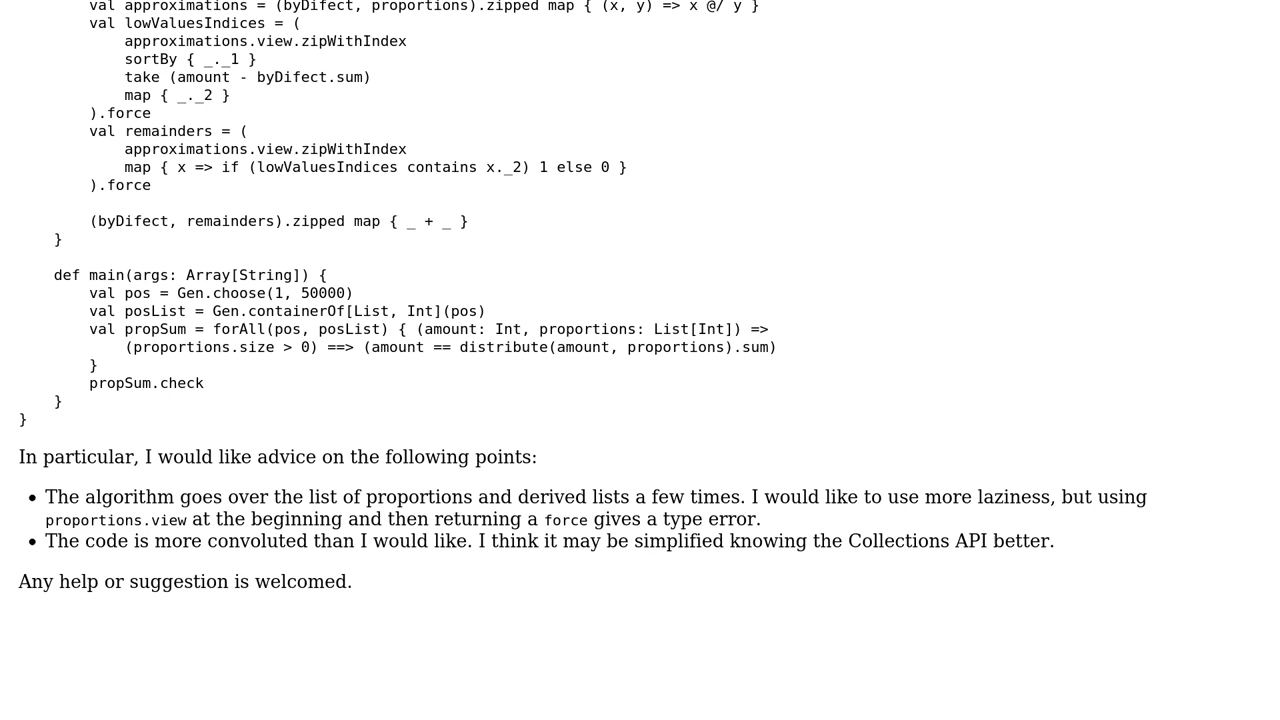 val approximations = (byDifect, proportions).zipped map { (x, y) => x @/ y }
        val lowValuesIndices = (
            approximations.view.zipWithIndex
            sortBy { _._1 }
            take (amount - byDifect.sum)
            map { _._2 }
        ).force
        val remainders = (
            approximations.view.zipWithIndex
            map { x => if (lowValuesIndices contains x._2) 1 else 0 }
        ).force

        (byDifect, remainders).zipped map { _ + _ }
    }

    def main(args: Array[String]) {
        val pos = Gen.choose(1, 50000)
        val posList = Gen.containerOf[List, Int](pos)
        val propSum = forAll(pos, posList) { (amount: Int, proportions: List[Int]) =>
            (proportions.size > 0) ==> (amount == distribute(amount, proportions).sum)
        }
        propSum.check
    }
}
In particular, I would like advice on the following points:
• The algorithm goes over the list of proportions and derived lists a few times. I would like to use more laziness, but using
proportions.view at the beginning and then returning a force gives a type error.
• The code is more convoluted than I would like. I think it may be simplified knowing the Collections API better.
Any help or suggestion is welcomed.